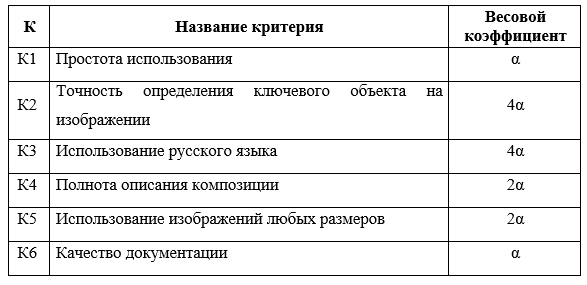 К Название критерия Весовой коэффициент
К1 Простота использования α
К2 Точность определения ключевого объекта на
изображении 4α
К3 Использование русского языка 4α
К4 Полнота описания композиции 2α
К5 Использование изображений любых размеров 2α
К6 Качество документации α